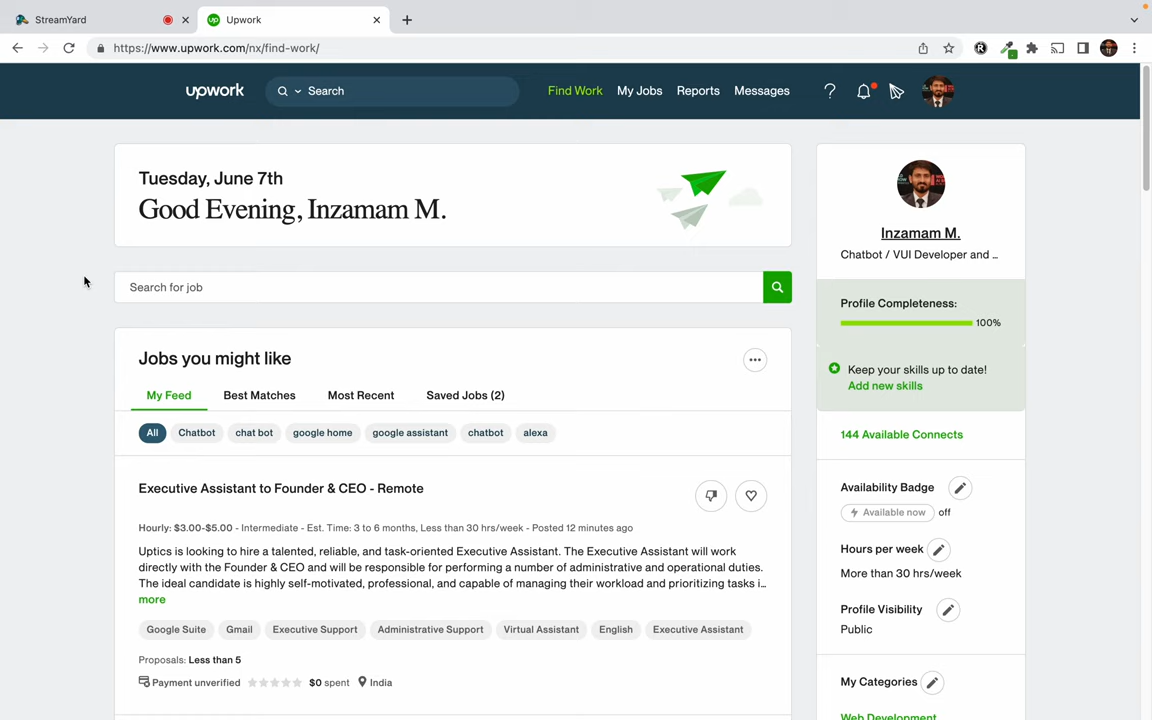 StreamYard
Upwork
https://www.upwork.com/nx/find-work/
upwork
Search
Find Work
My Jobs
Reports
Messages
Tuesday, June 7th
Good Evening, Inzamam M.
Search for job
Jobs you might like
My Feed
Best Matches
Most Recent
Saved Jobs (2)
All
Chatbot
chat bot
google home
google assistant
chatbot
alexa
Executive Assistant to Founder & CEO - Remote
Hourly: $3.00-$5.00 - Intermediate - Est. Time: 3 to 6 months, Less than 30 hrs/week - Posted 12 minutes ago
Uptics is looking to hire a talented, reliable, and task-oriented Executive Assistant. The Executive Assistant will work
directly with the Founder & CEO and will be responsible for performing a number of administrative and operational duties.
The ideal candidate is highly self-motivated, professional, and capable of managing their workload and prioritizing tasks i…
more
Google Suite
Gmail
Executive Support
Administrative Support
Virtual Assistant
English
Executive Assistant
Proposals: Less than 5
Payment unverified
$0 spent
India
Inzamam M.
Chatbot / VUI Developer and …
Profile Completeness:
100%
Keep your skills up to date!
Add new skills
144 Available Connects
Availability Badge
Available now
off
Hours per week
More than 30 hrs/week
Profile Visibility
Public
My Categories
Web Development